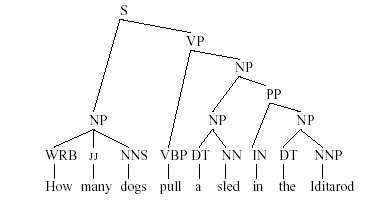 S
VP
NP
PP
NP NP NP
WRB JJ NNS VBP DT NN IN DT NNP
How many dogs pull a sled in the Iditarod